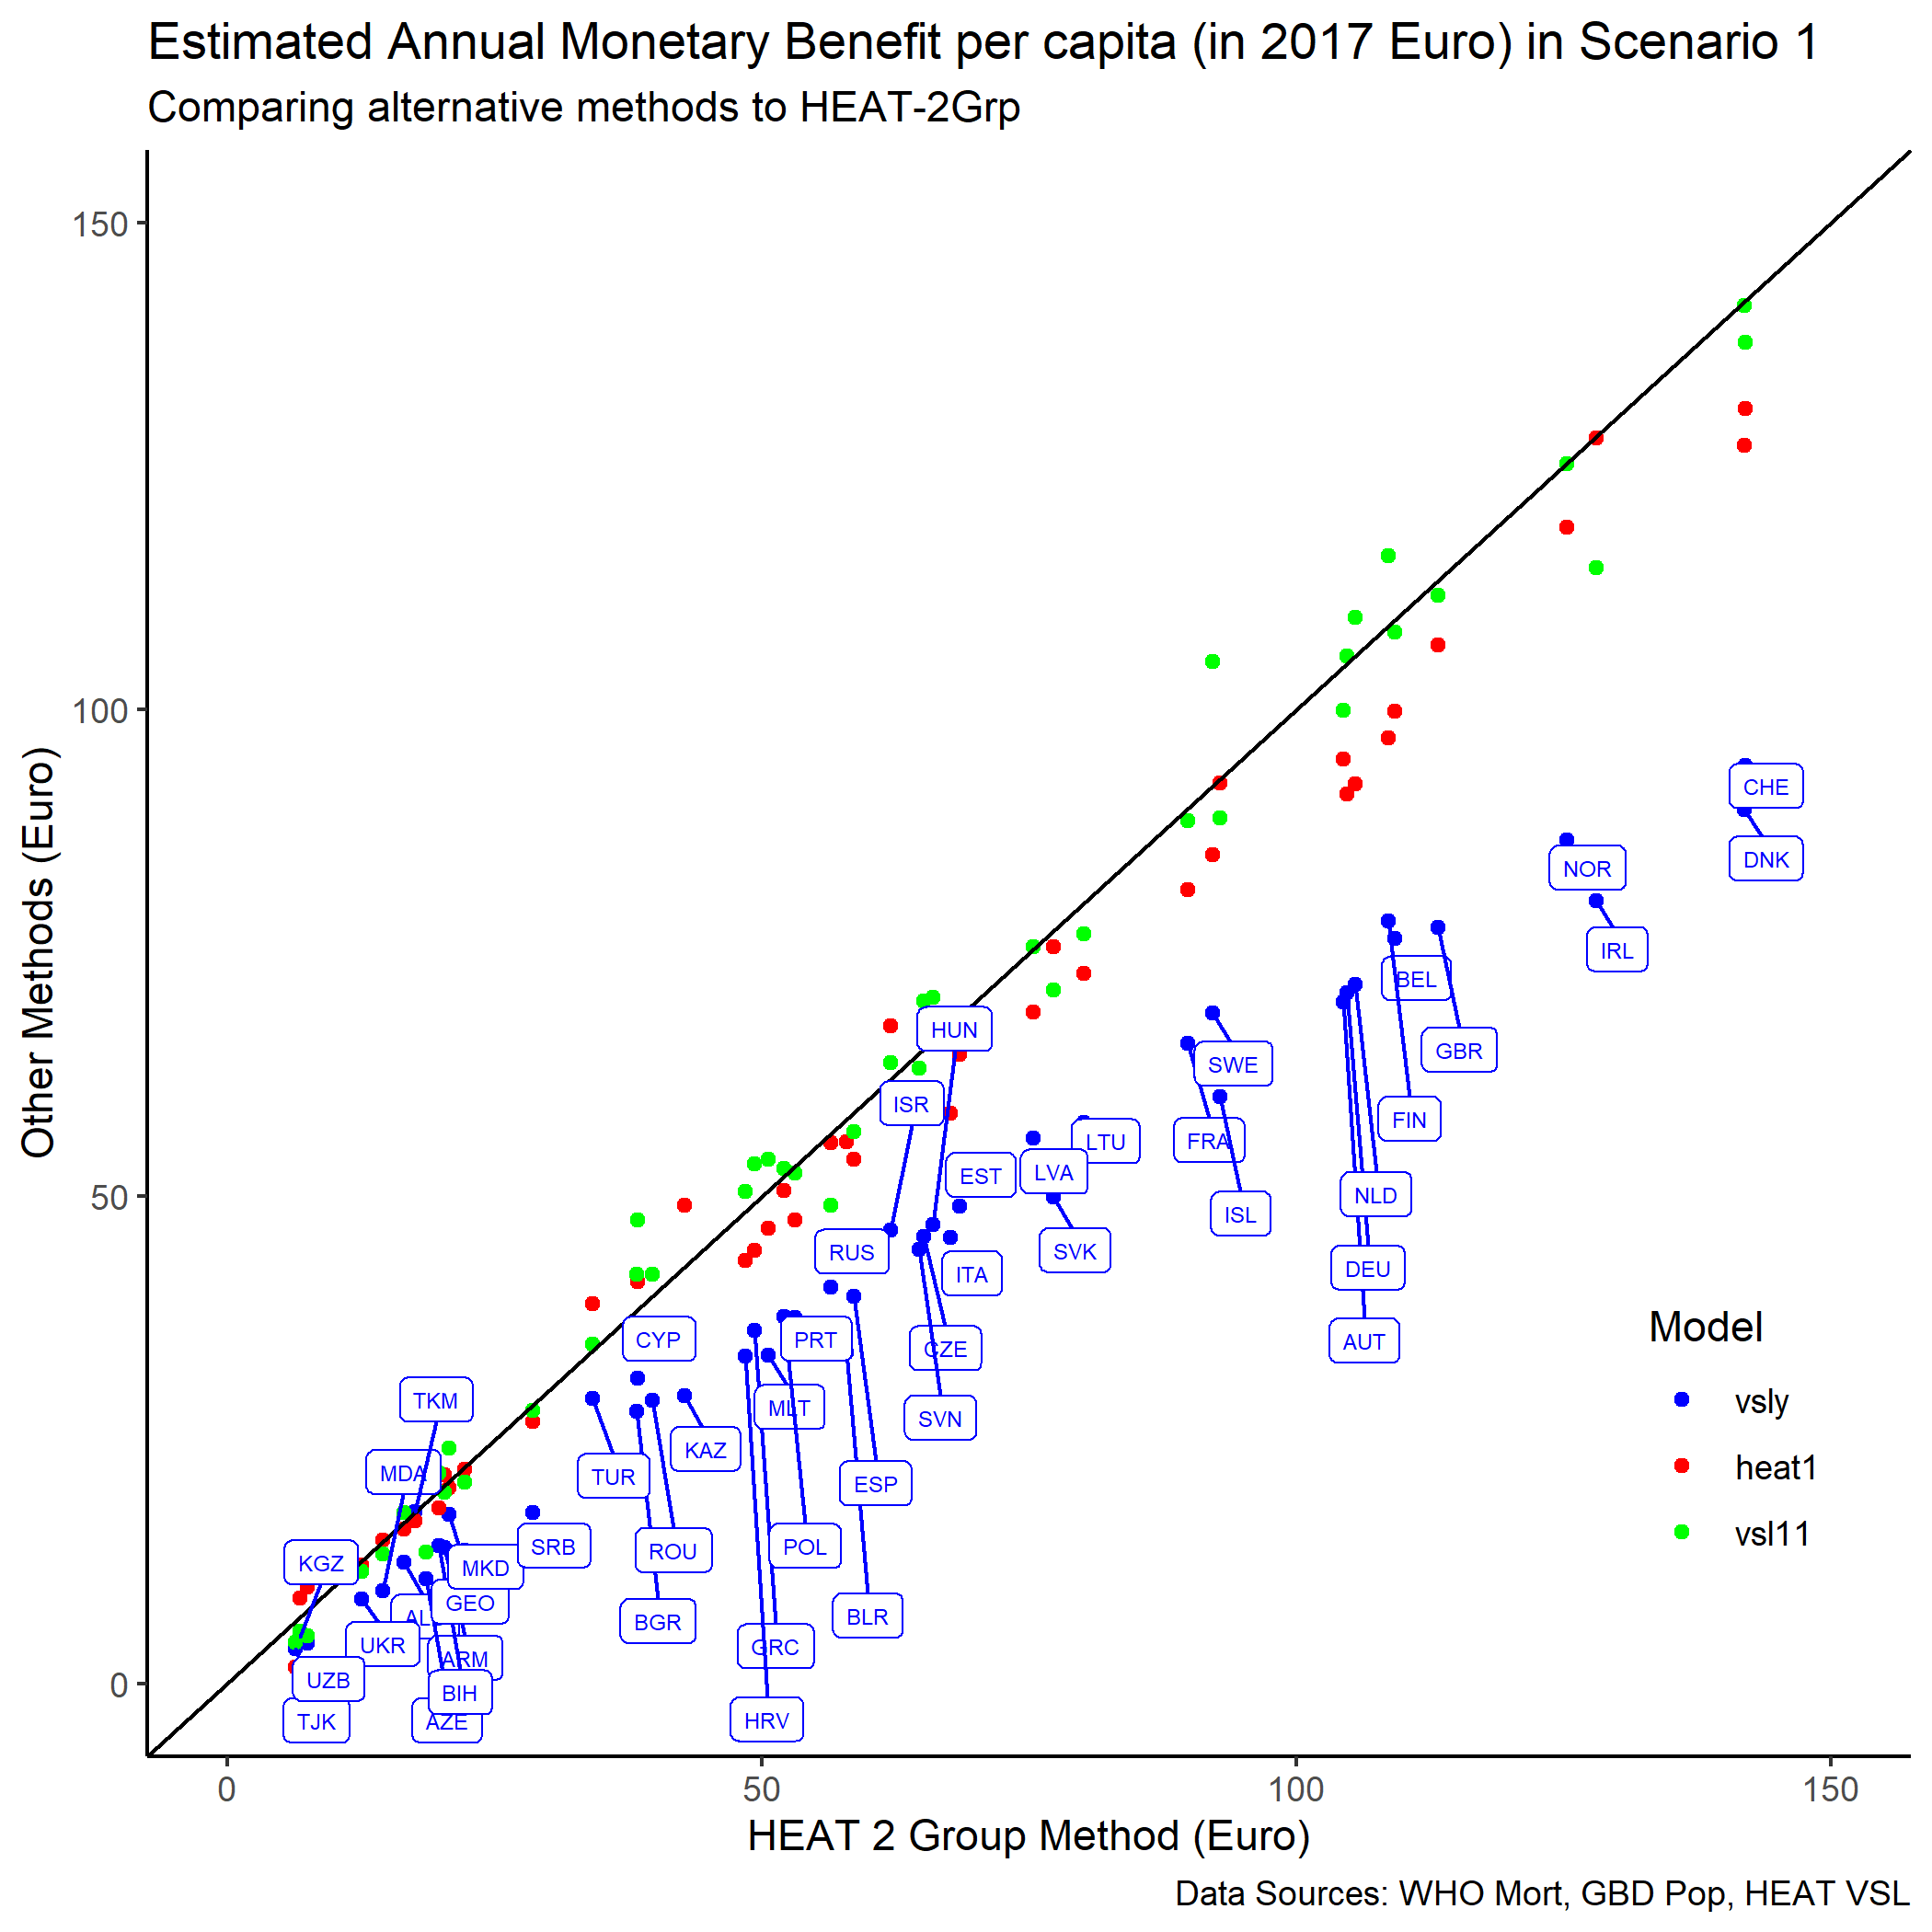 Estimated Annual Monetary Benefit per capita (in 2017 Euro) in Scenario 1
Comparing alternative methods to HEAT-2Grp
Other Methods (Euro)
150
100
50
0
CHE
DNK
NOR
IRL
BEL
GBR
HUN
SWE
ISR
FIN
LTU
FRA
EST
LVA
NLD
ISL
RUS
SVK
ITA
DEU
CYP
PRT
CZE
AUT
TKM
MLT
SVN
KAZ
MDA
TUR
ESP
SRB
ROU
POL
KGZ
MKD
GEO
BLR
BGR
UKR
GRC
ARM
UZB
BIH
TJK
AZE
HRV
Model
vsly
heat1
vsl11
0
50
100
150
HEAT 2 Group Method (Euro)
Data Sources: WHO Mort, GBD Pop, HEAT VSL